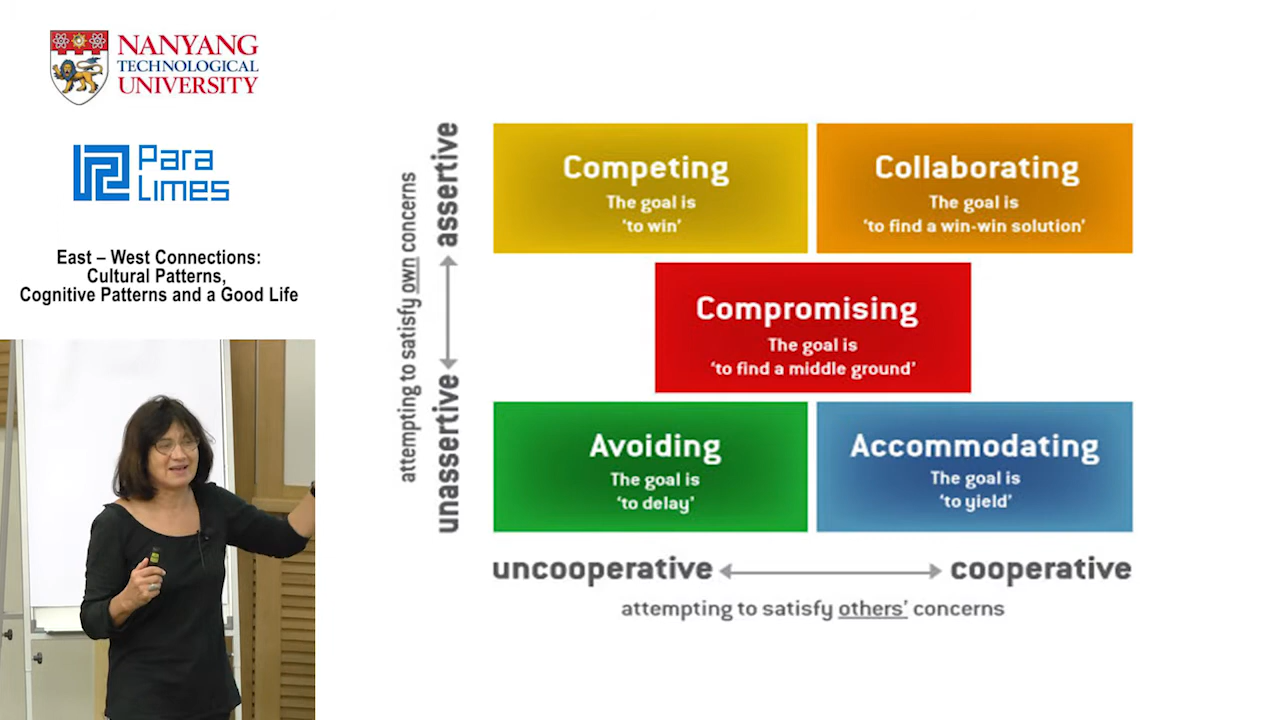 NANYANG
TECHNOLOGICAL
UNIVERSITY
Para
Limes
East – West Connections:
Cultural Patterns,
Cognitive Patterns and a Good Life
attempting to satisfy own concerns
unassertive
assertive
Competing
The goal is
‘to win’
Collaborating
The goal is
‘to find a win-win solution’
Compromising
The goal is
‘to find a middle ground’
Avoiding
The goal is
‘to delay’
Accommodating
The goal is
‘to yield’
uncooperative
cooperative
attempting to satisfy others’ concerns